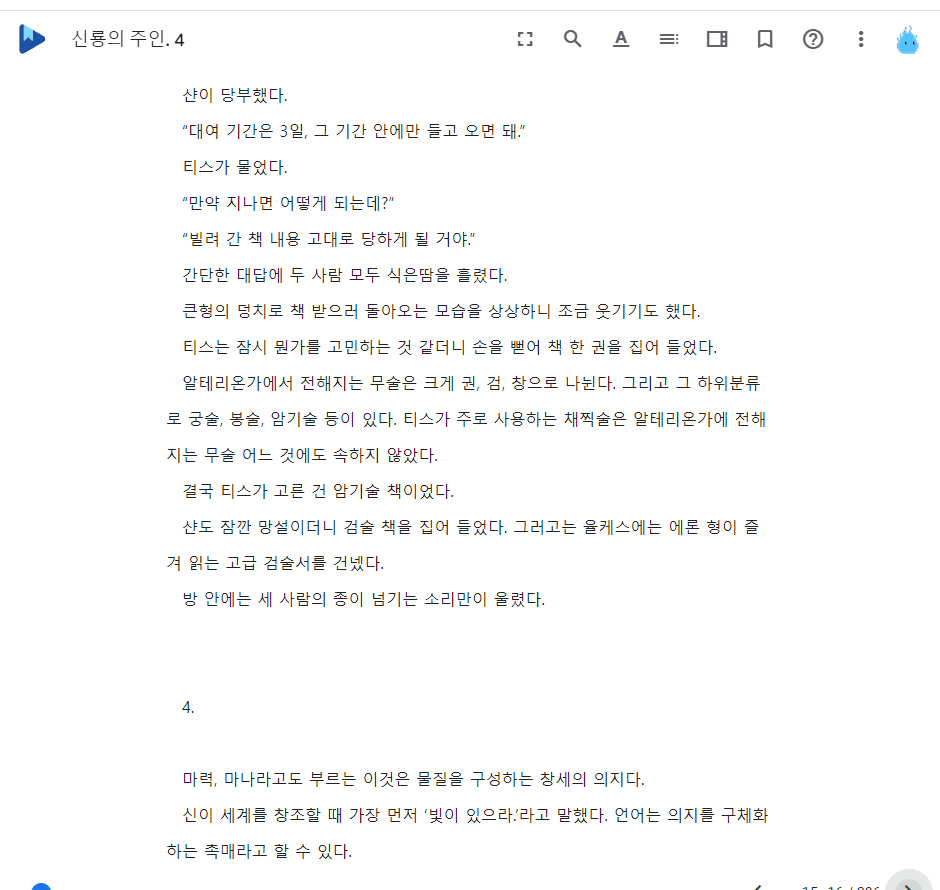 신룡의 주인. 4
샨이 당부했다.
“대여 기간은 3일, 그 기간 안에만 들고 오면 돼.”
티스가 물었다.
“만약 지나면 어떻게 되는데?”
“빌려 간 책 내용 고대로 당하게 될 거야.”
간단한 대답에 두 사람 모두 식은땀을 흘렸다.
큰형의 덩치로 책 받으러 돌아오는 모습을 상상하니 조금 웃기기도 했다.
티스는 잠시 뭔가를 고민하는 것 같더니 손을 뻗어 책 한 권을 집어 들었다.
알테리온가에서 전해지는 무술은 크게 권, 검, 창으로 나뉜다. 그리고 그 하위분류
로 궁술, 봉술, 암기술 등이 있다. 티스가 주로 사용하는 채찍술은 알테리온가에 전해
지는 무술 어느 것에도 속하지 않았다.
결국 티스가 고른 건 암기술 책이었다.
샨도 잠깐 망설이더니 검술 책을 집어 들었다. 그러고는 율케스에는 에론 형이 즐
겨 읽는 고급 검술서를 건넸다.
방 안에는 세 사람의 종이 넘기는 소리만이 울렸다.
4.
마력, 마나라고도 부르는 이것은 물질을 구성하는 창세의 의지다.
신이 세계를 창조할 때 가장 먼저 ‘빛이 있으라.’라고 말했다. 언어는 의지를 구체화
하는 촉매라고 할 수 있다.